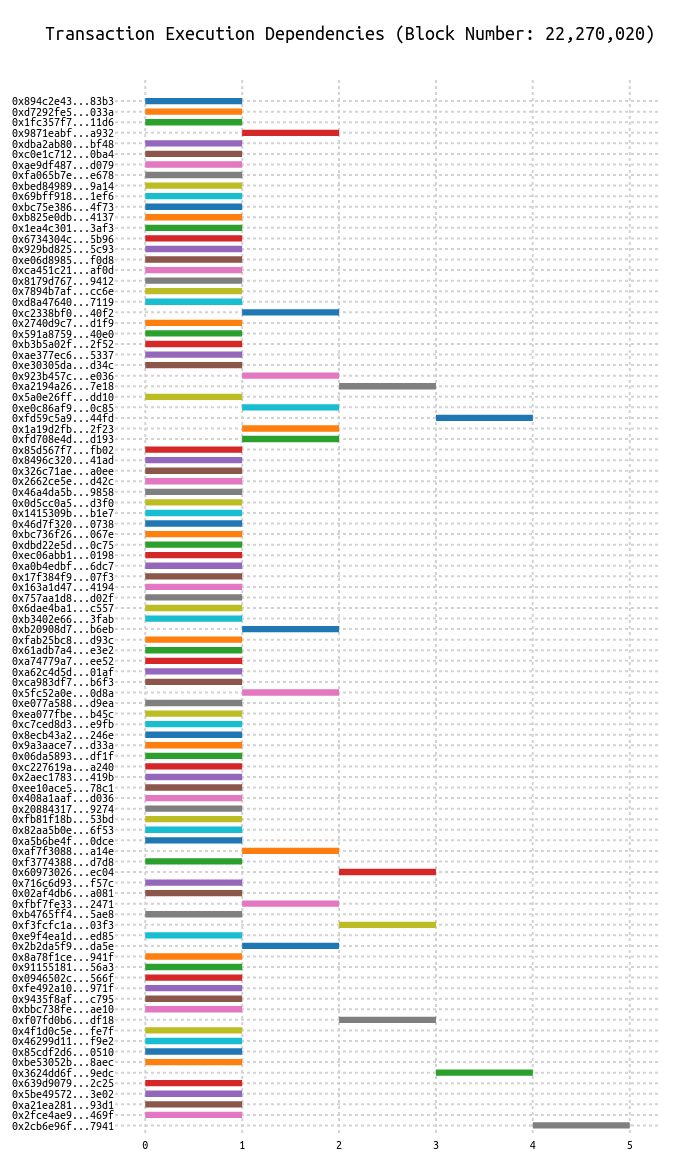 Transaction Execution Dependencies (Block Number: 22,270,020)
0x894c2e43...83b3
0xd7292fe5...033a
0x1fc357f7...11d6
0x9871eabf...a932
0xdba2ab80...bf48
0xc0e1c712...0ba4
0xae9df487...d079
0xfa065b7e...e678
0xbed84989...9a14
0x69bff918...1ef6
0xbc75e386...4f73
0xb825e0db...4137
0x1ea4c301...3af3
0x6734304c...5b96
0x929bd825...5c93
0xe06d8985...f0d8
0xca451c21...af0d
0x8179d767...9412
0x7894b7af...cc6e
0xd8a47640...7119
0xc2338bf0...40f2
0x2740d9c7...d1f9
0x591a8759...40e0
0xb3b5a02f...2f52
0xae377ec6...5337
0xe30305da...d34c
0x923b457c...e036
0xa2194a26...7e18
0x5a0e26ff...dd10
0xe0c86af9...0c85
0xfd59c5a9...44fd
0x1a19d2fb...2f23
0xfd708e4d...d193
0x85d567f7...fb02
0x8496c320...41ad
0x326c71ae...a0ee
0x2662ce5e...d42c
0x46a4da5b...9858
0x0d5cc0a5...d3f0
0x1415309b...b1e7
0x46d7f320...0738
0xbc736f26...067e
0xdbd22e5d...0c75
0xec06abb1...0198
0xa0b4edbf...6dc7
0x17f384f9...07f3
0x163a1d47...4194
0x757aa1d8...d02f
0x6dae4ba1...c557
0xb3402e66...3fab
0xb20908d7...b6eb
0xfab25bc8...d93c
0x61adb7a4...e3e2
0xa74779a7...ee52
0xa62c4d5d...01af
0xca983df7...b6f3
0x5fc52a0e...0d8a
0xe077a588...d9ea
0xea077fbe...b45c
0xc7ced8d3...e9fb
0x8ecb43a2...246e
0x9a3aace7...d33a
0x06da5893...df1f
0xc227619a...a240
0x2aec1783...419b
0xee10ace5...78c1
0x408a1aaf...d036
0x20884317...9274
0xfb81f18b...53bd
0x82aa5b0e...6f53
0xa5b6be4f...0dce
0xaf7f3088...a14e
0xf3774388...d7d8
0x60973026...ec04
0x716c6d93...f57c
0x02af4db6...a081
0xfbf7fe33...2471
0xb4765ff4...5ae8
0xf3fcfc1a...03f3
0xe9f4ea1d...ed85
0x2b2da5f9...da5e
0x8a78f1ce...941f
0x91155181...56a3
0x0946502c...566f
0xfe492a10...971f
0x9435f8af...c795
0xbbc738fe...ae10
0xf07fd0b6...df18
0x4f1d0c5e...fe7f
0x46299d11...f9e2
0x85cdf2d6...0510
0xbe53052b...8aec
0x3624dd6f...9edc
0x639d9079...2c25
0x5be49572...3e02
0xa21ea281...93d1
0x2fce4ae9...469f
0x2cb6e96f...7941
0 1 2 3 4 5